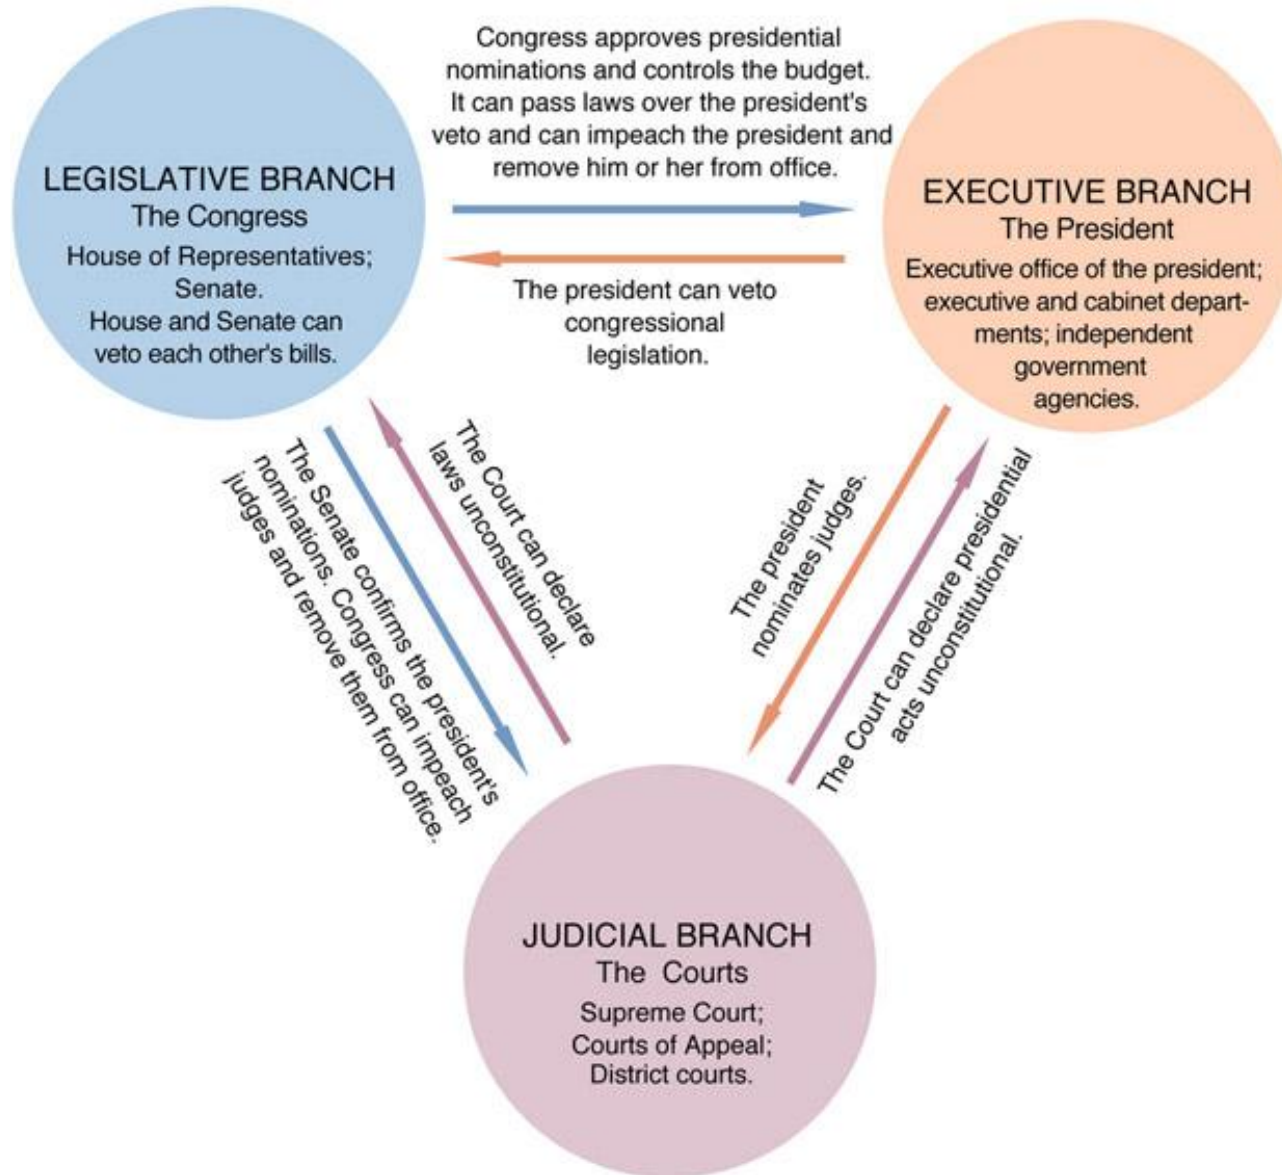 Congress approves presidential
nominations and controls the budget.
It can pass laws over the president's
veto and can impeach the president and
remove him or her from office.
LEGISLATIVE BRANCH
The Congress
House of Representatives;
Senate.
House and Senate can
veto each other's bills.
EXECUTIVE BRANCH
The President
Executive office of the president;
executive and cabinet depart-
ments; independent
government
agencies.
The president can veto
congressional
legislation.
The Senate confirms the president's
nominations. Congress can impeach
judges and remove them from office.
The Court can declare
laws unconstitutional.
The president
nominates judges.
The Court can declare presidential
acts unconstitutional.
JUDICIAL BRANCH
The Courts
Supreme Court;
Courts of Appeal;
District courts.